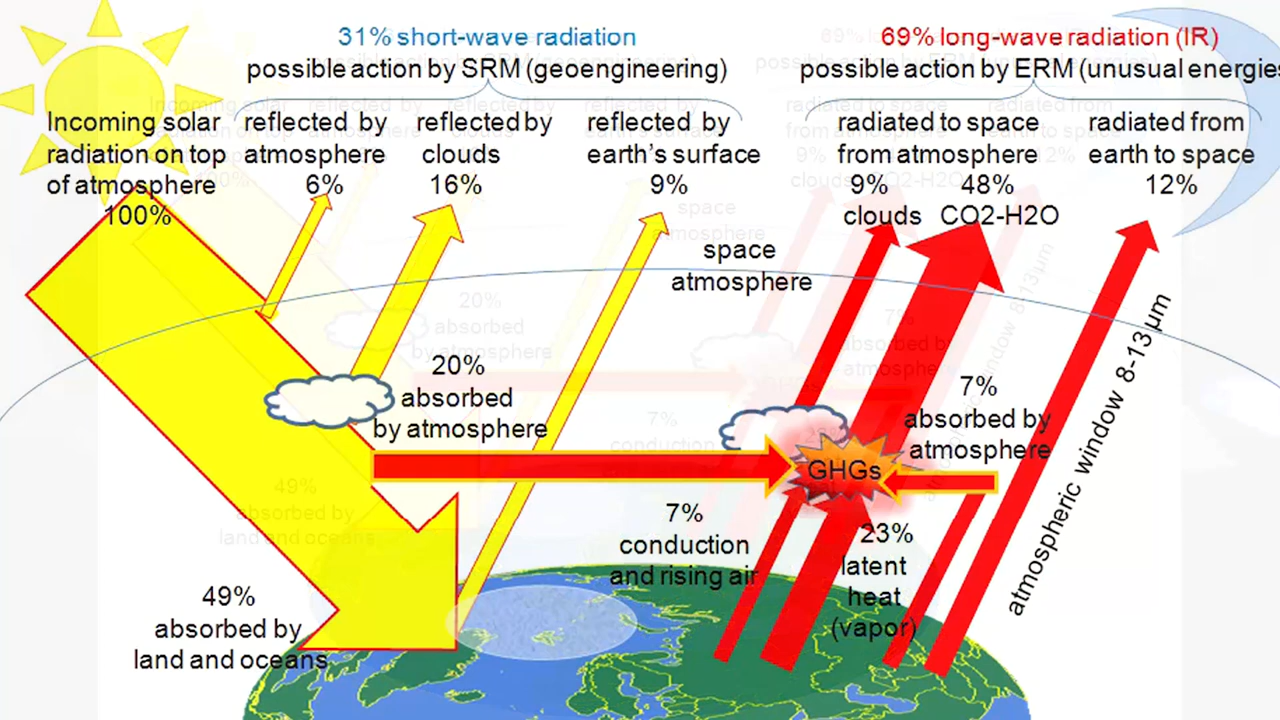 31% short-wave radiation
possible action by SRM (geoengineering)
69% long-wave radiation (IR)
possible action by ERM (unusual energies
Incoming solar
radiation on top
of atmosphere
100%
reflected by
atmosphere
6%
reflected by
clouds
16%
reflected by
earth's surface
9%
radiated to space
from atmosphere
9% 48%
clouds CO2-H2O
radiated from
earth to space
12%
space
atmosphere
20%
absorbed
by atmosphere
7%
absorbed by
atmosphere
GHGs
atmospheric window 8-13 µm
7%
conduction
and rising air
23%
latent
heat
(vapor)
49%
absorbed by
land and oceans